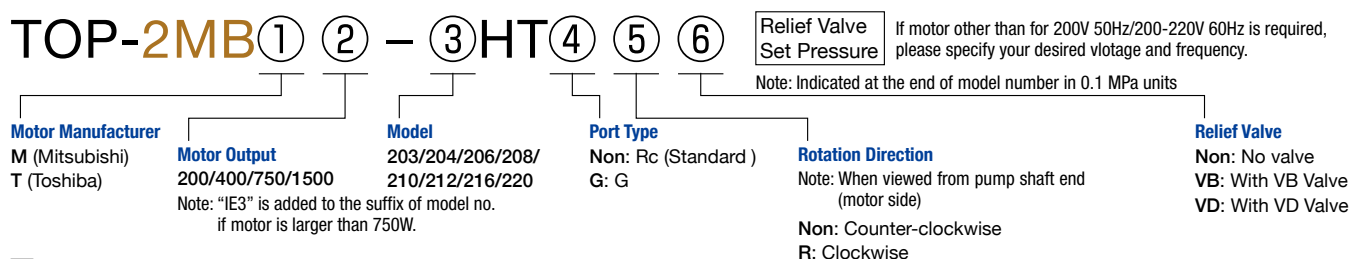 TOP-2MB① ② – ③HT④ ⑤ ⑥
Relief Valve
Set Pressure
If motor other than for 200V 50Hz/200-220V 60Hz is required,
please specify your desired vlotage and frequency.
Note: Indicated at the end of model number in 0.1 MPa units
Motor Manufacturer
M (Mitsubishi)
T (Toshiba)
Motor Output
200/400/750/1500
Note: “IE3” is added to the suffix of model no.
if motor is larger than 750W.
Model
203/204/206/208/
210/212/216/220
Port Type
Non: Rc (Standard )
G: G
Rotation Direction
Note: When viewed from pump shaft end
(motor side)
Non: Counter-clockwise
R: Clockwise
Relief Valve
Non: No valve
VB: With VB Valve
VD: With VD Valve